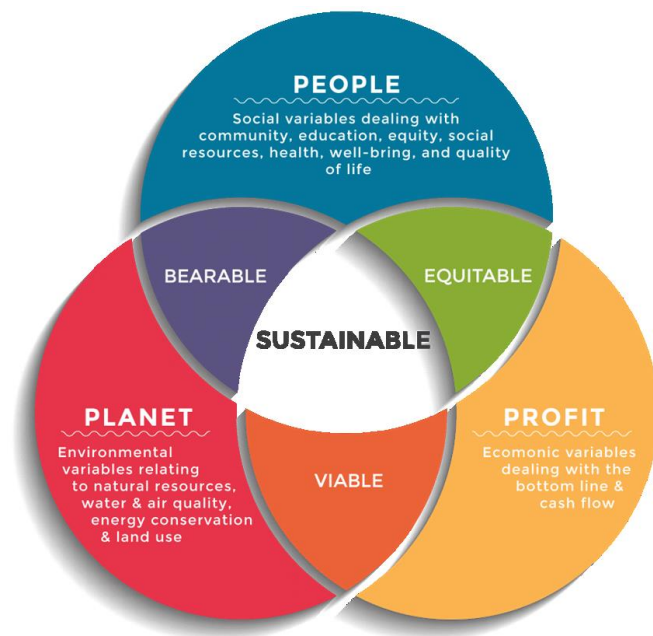 PEOPLE
Social variables dealing with
community, education, equity, social
resources, health, well-bring, and quality
of life
BEARABLE
EQUITABLE
SUSTAINABLE
PLANET
Environmental
variables relating
to natural resources,
water & air quality,
energy conservation
& land use
PROFIT
Ecomonic variables
dealing with the
bottom line &
cash flow
VIABLE